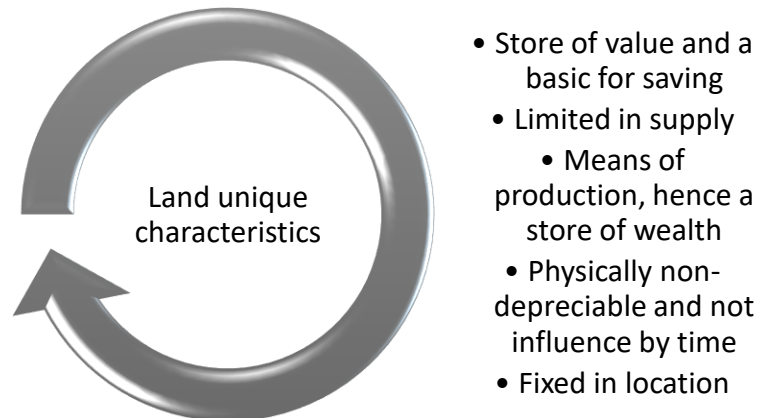 Land unique
characteristics
• Store of value and a
basic for saving
• Limited in supply
• Means of
production, hence a
store of wealth
• Physically non-
depreciable and not
influence by time
• Fixed in location